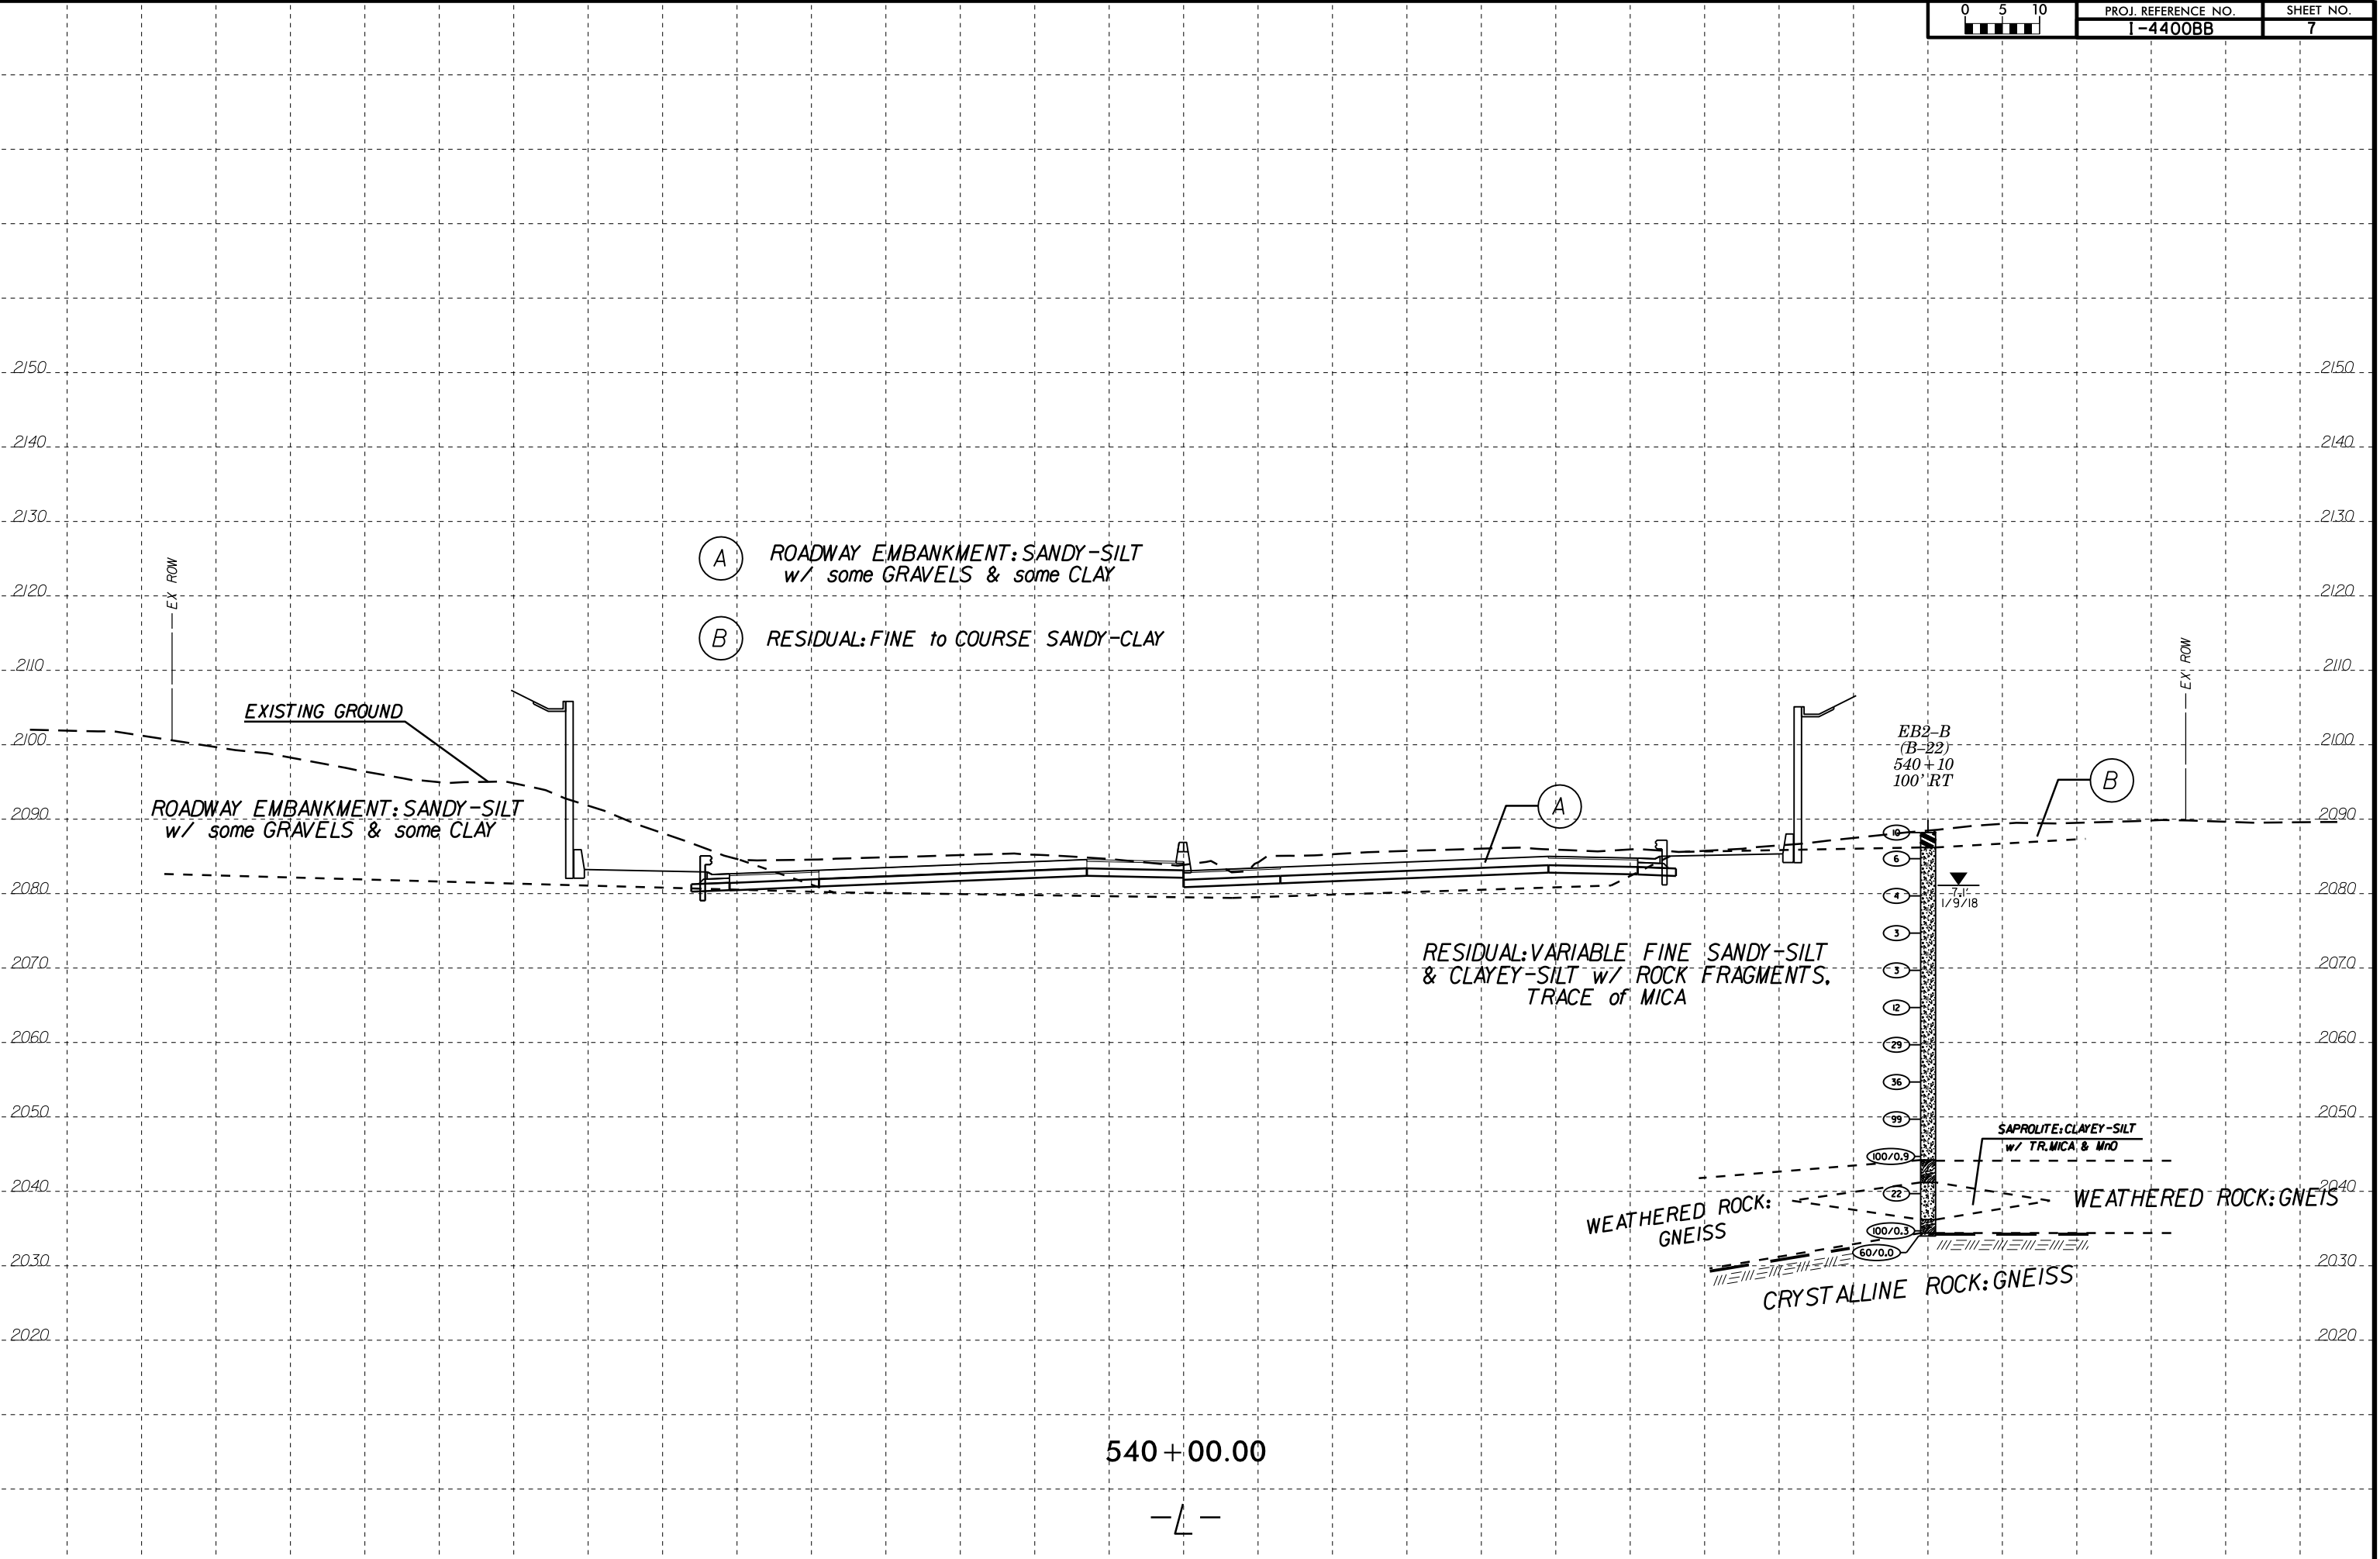 0 5 10
PROJ. REFERENCE NO.
SHEET NO.
I-4400BB
7
2150
2150
2140
2140
2130
2130
A
ROADWAY EMBANKMENT: SANDY-SILT
w/ some GRAVELS & some CLAY
EX ROW
2120
2120
B
RESIDUAL: FINE to COURSE SANDY-CLAY
2110
2110
EX ROW
EXISTING GROUND
2100
2100
EB2-B
(B-22)
540+10
100' RT
B
ROADWAY EMBANKMENT: SANDY-SILT
w/ some GRAVELS & some CLAY
A
2090
2090
10
6
2080
2080
4
7.1'
1/9/18
3
RESIDUAL: VARIABLE FINE SANDY-SILT
& CLAYEY-SILT w/ ROCK FRAGMENTS,
TRACE of MICA
2070
2070
3
12
2060
2060
29
36
2050
2050
99
SAPROLITE: CLAYEY-SILT
w/ TR. MICA & MnO
100/0.9
2040
2040
22
WEATHERED ROCK:
GNEISS
WEATHERED ROCK: GNEIS
100/0.3
60/0.0
2030
2030
CRYSTALLINE ROCK: GNEISS
2020
2020
540+00.00
-L-